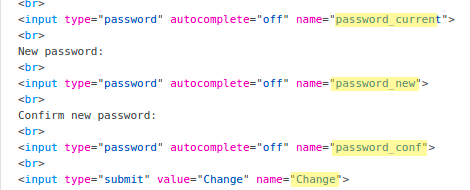 <br>
<input type="password" autocomplete="off" name="password_current">
<br>
New password:
<br>
<input type="password" autocomplete="off" name="password_new">
<br>
Confirm new password:
<br>
<input type="password" autocomplete="off" name="password_conf">
<br>
<input type="submit" value="Change" name="Change">